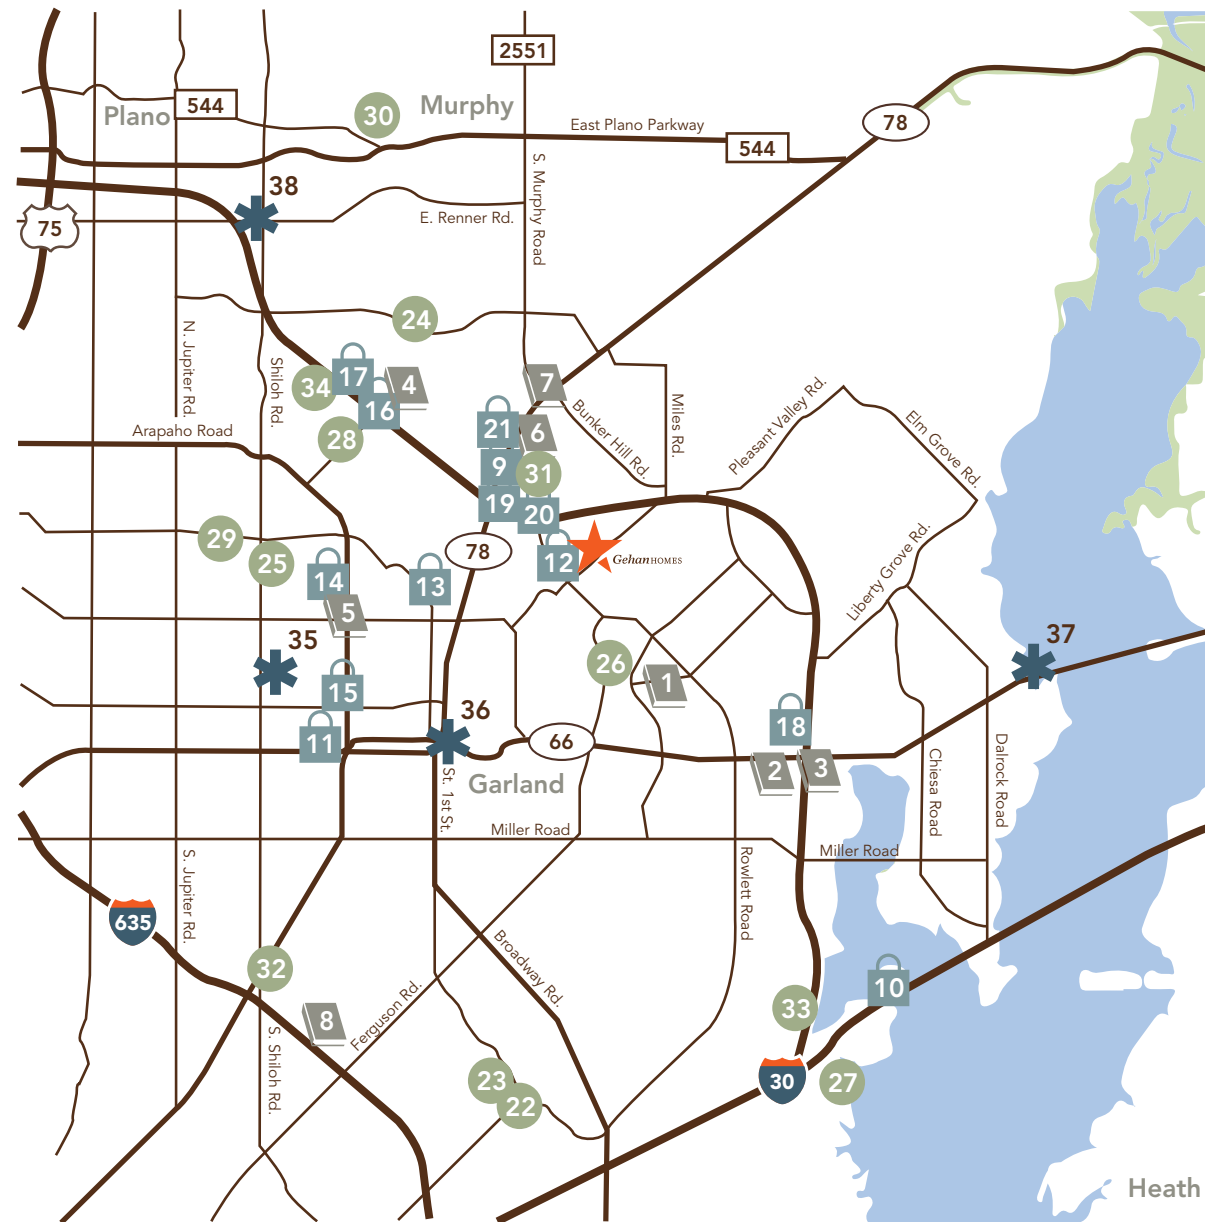 2551
Plano
544
30
Murphy
East Plano Parkway
544
78
38
75
E. Renner Rd.
S. Murphy Road
24
N. Jupiter Rd.
Shiloh Rd.
34
17
4
16
7
Bunker Hill Rd.
Miles Rd.
Pleasant Valley Rd.
Elm Grove Rd.
Arapaho Road
28
21
6
9
31
19
20
29
25
78
12
GehanHOMES
14
13
5
Liberty Grove Rd.
35
15
26
1
37
36
11
66
18
2
3
Garland
St. 1st St.
Chiesa Road
Dalrock Road
Miller Road
Miller Road
S. Jupiter Rd.
Rowlett Road
635
32
Broadway Rd.
10
8
Ferguson Rd.
33
S. Shiloh Rd.
23
22
30
27
Heath